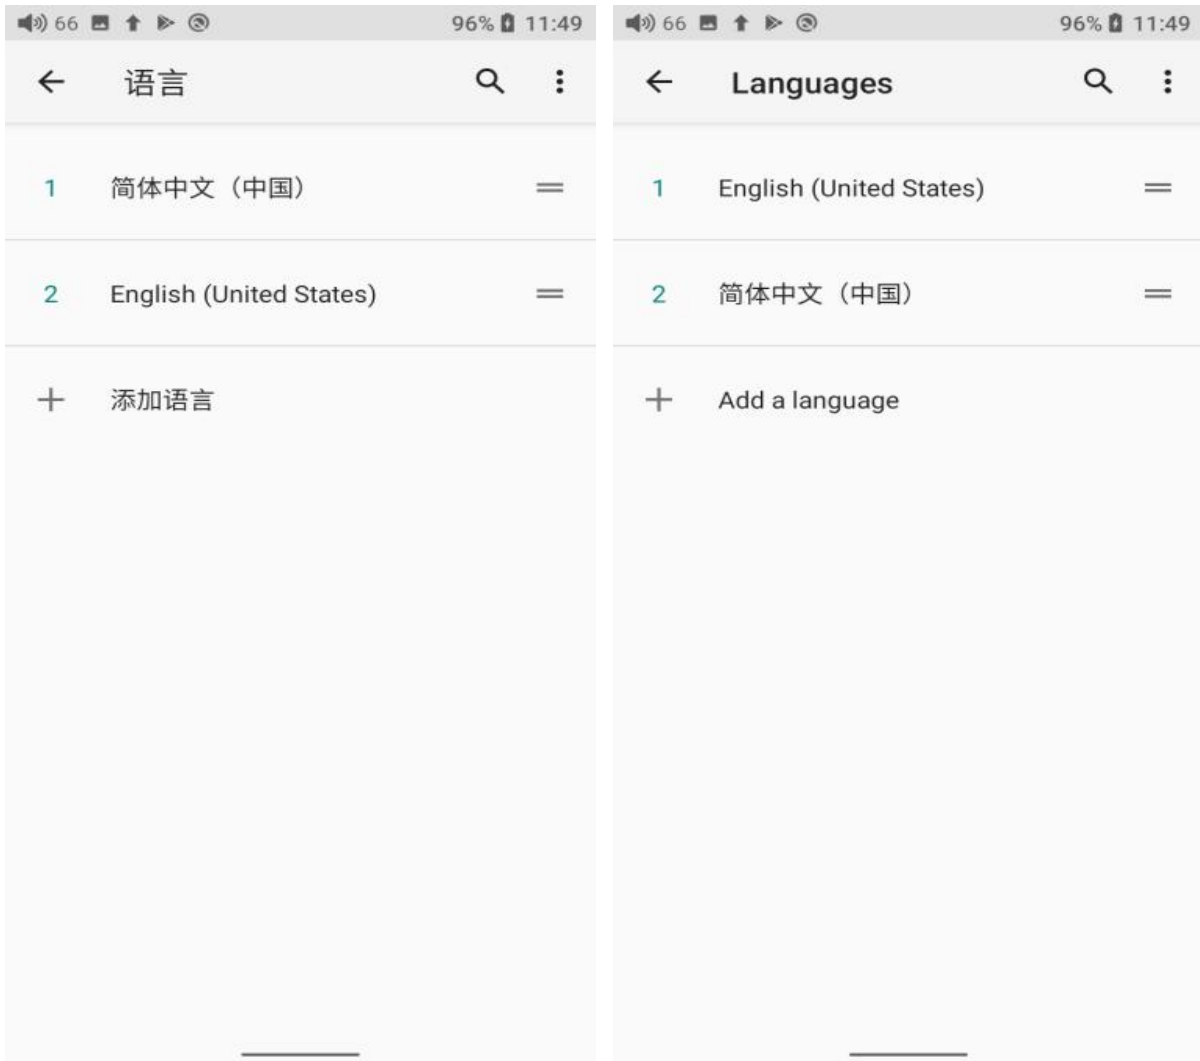 66 96% 11:49
语言
1 简体中文（中国）
2 English (United States)
添加语言
66 96% 11:49
Languages
1 English (United States)
2 简体中文（中国）
Add a language